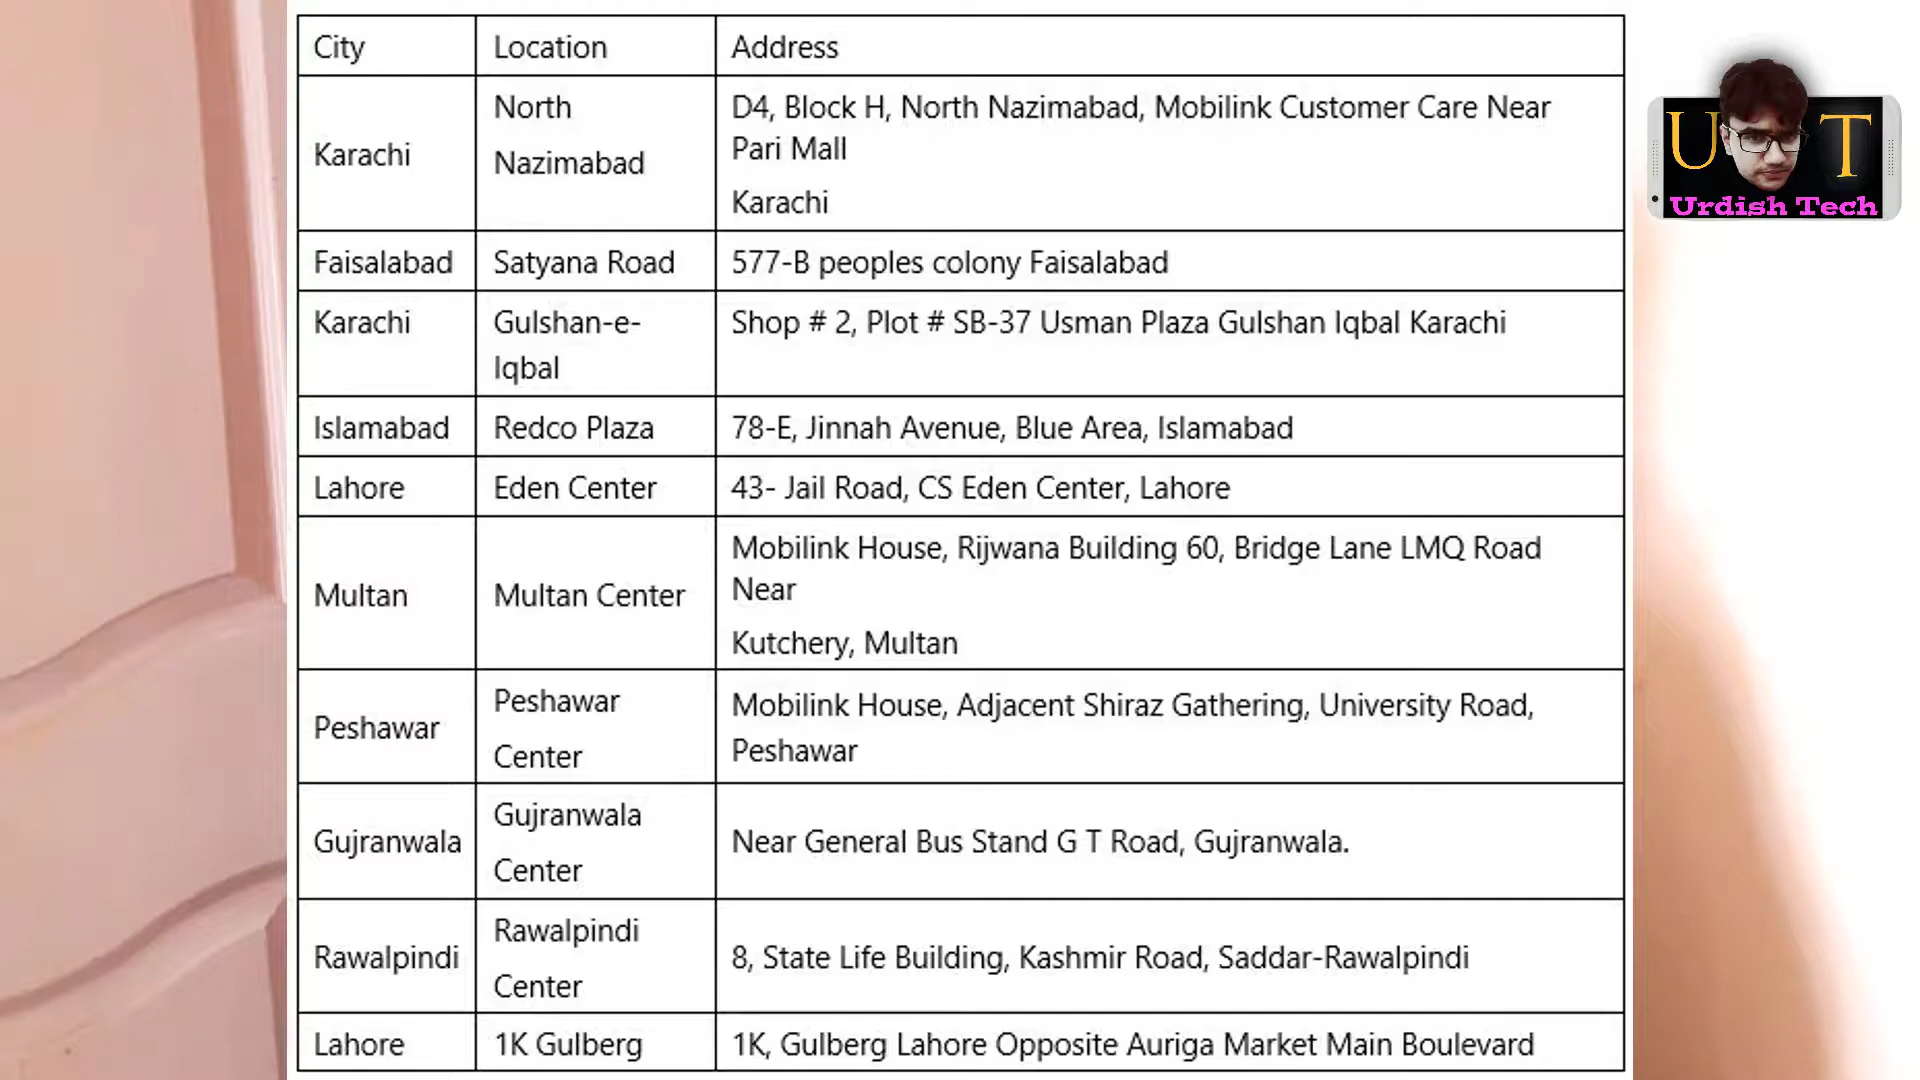 City Location Address
Karachi
North
Nazimabad
D4, Block H, North Nazimabad, Mobilink Customer Care Near
Pari Mall
Karachi
Faisalabad Satyana Road 577-B peoples colony Faisalabad
Karachi
Gulshan-e-
Iqbal
Shop # 2, Plot # SB-37 Usman Plaza Gulshan Iqbal Karachi
Islamabad Redco Plaza 78-E, Jinnah Avenue, Blue Area, Islamabad
Lahore Eden Center 43- Jail Road, CS Eden Center, Lahore
Multan
Multan Center
Mobilink House, Rijwana Building 60, Bridge Lane LMQ Road
Near
Kutchery, Multan
Peshawar
Peshawar
Center
Mobilink House, Adjacent Shiraz Gathering, University Road,
Peshawar
Gujranwala
Gujranwala
Center
Near General Bus Stand G T Road, Gujranwala.
Rawalpindi
Rawalpindi
Center
8, State Life Building, Kashmir Road, Saddar-Rawalpindi
Lahore 1K Gulberg 1K, Gulberg Lahore Opposite Auriga Market Main Boulevard
U T
Urdish Tech